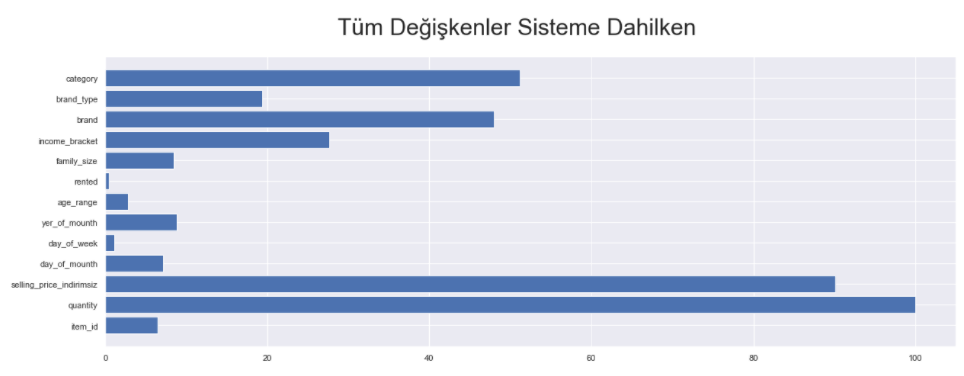 Tüm Değişkenler Sisteme Dahilken
category
brand_type
brand
income_bracket
family_size
rented
age_range
yer_of_mounth
day_of_week
day_of_mounth
selling_price_indirimsiz
quantity
item_id
0 20 40 60 80 100